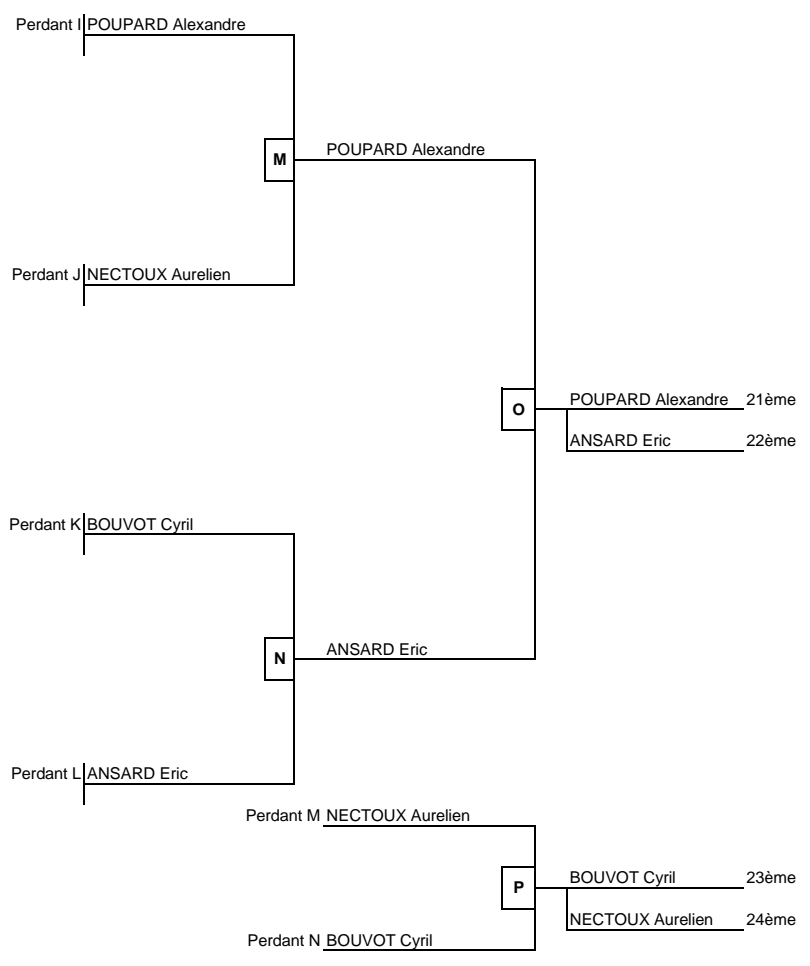 Perdant I POUPARD Alexandre
M POUPARD Alexandre
Perdant J NECTOUX Aurelien
O POUPARD Alexandre 21ème
ANSARD Eric 22ème
Perdant K BOUVOT Cyril
N ANSARD Eric
Perdant L ANSARD Eric
Perdant M NECTOUX Aurelien
P BOUVOT Cyril 23ème
NECTOUX Aurelien 24ème
Perdant N BOUVOT Cyril